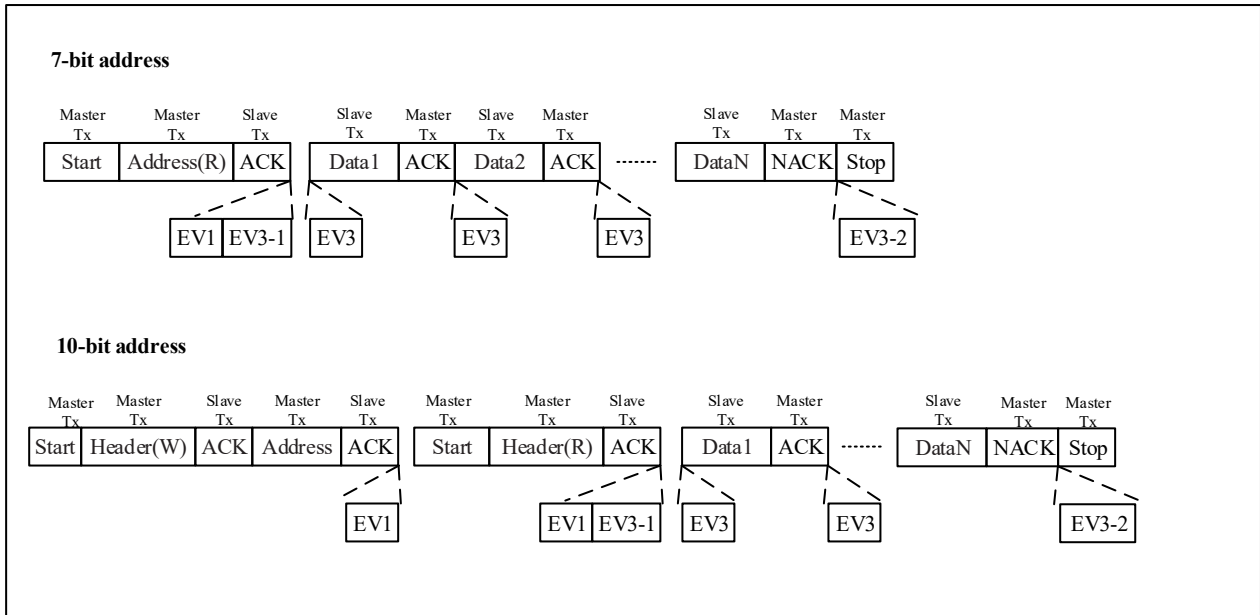 7-bit address
Master Master Slave Slave Master Slave Master Slave Master Master
Tx Tx Tx Tx Tx Tx Tx Tx Tx Tx
Start Address(R) ACK Data1 ACK Data2 ACK ........ DataN NACK Stop
EV1 EV3-1 EV3 EV3 EV3 EV3-2
10-bit address
Master Master Slave Master Slave Master Master Slave Slave Master Slave Master Master
Tx Tx Tx Tx Tx Tx Tx Tx Tx Tx Tx Tx Tx
Start Header(W) ACK Address ACK Start Header(R) ACK Data1 ACK ........ DataN NACK Stop
EV1 EV1 EV3-1 EV3 EV3 EV3-2